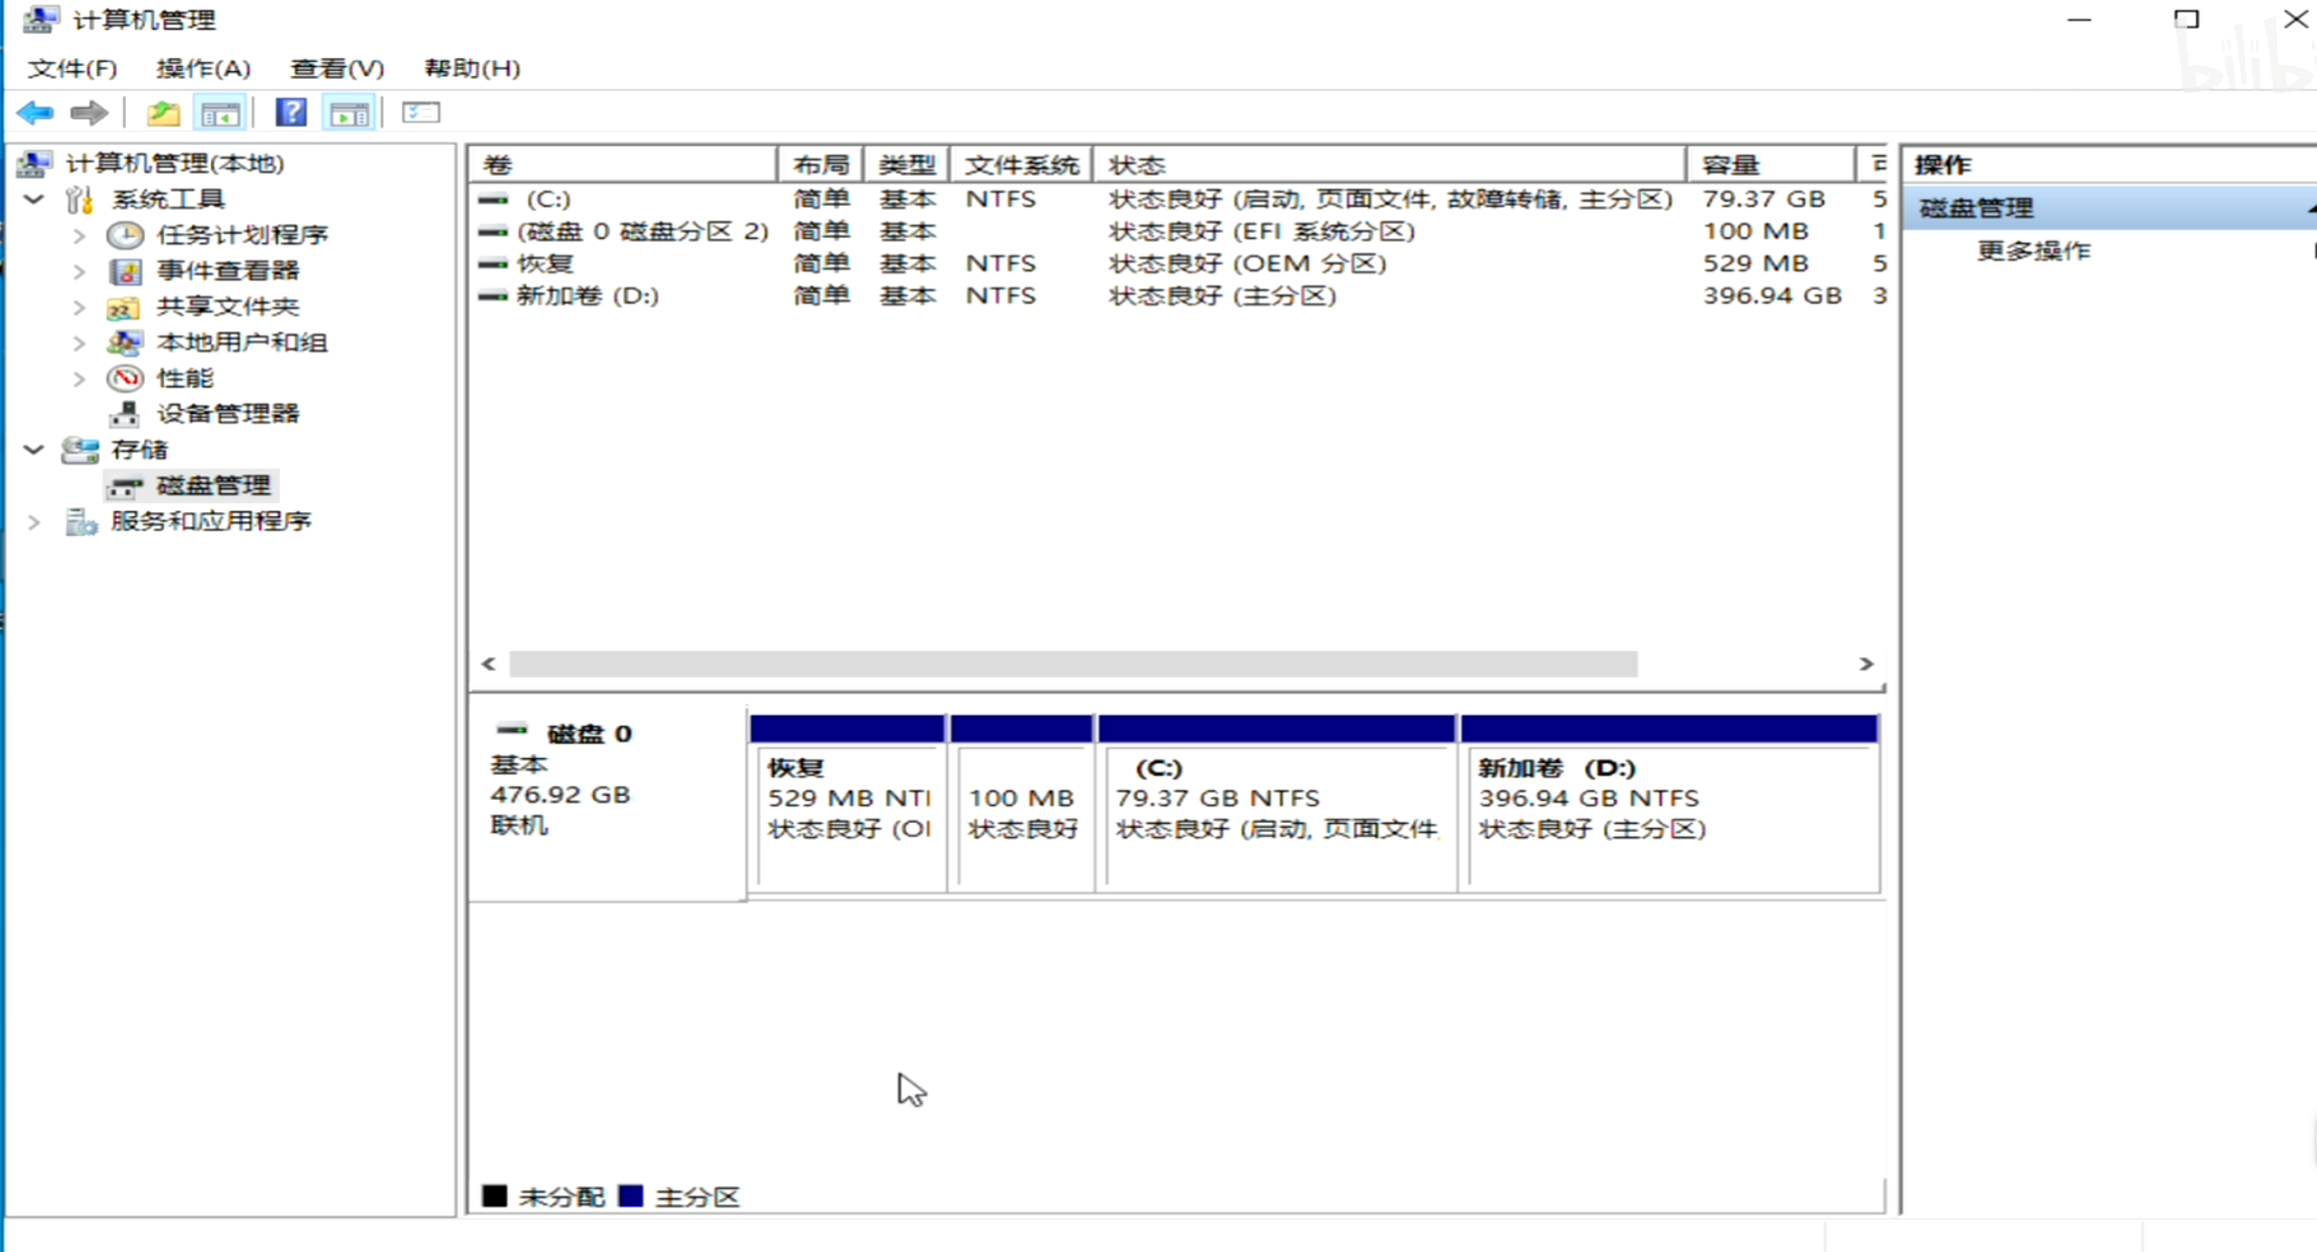 计算机管理
文件(F) 操作(A) 查看(V) 帮助(H)
计算机管理(本地)
系统工具
任务计划程序
事件查看器
共享文件夹
本地用户和组
性能
设备管理器
存储
磁盘管理
服务和应用程序
卷 布局 类型 文件系统 状态 容量
(C:) 简单 基本 NTFS 状态良好 (启动, 页面文件, 故障转储, 主分区) 79.37 GB 5
(磁盘 0 磁盘分区 2) 简单 基本 状态良好 (EFI 系统分区) 100 MB 1
恢复 简单 基本 NTFS 状态良好 (OEM 分区) 529 MB 5
新加卷 (D:) 简单 基本 NTFS 状态良好 (主分区) 396.94 GB 3
磁盘 0
基本
476.92 GB
联机
恢复
529 MB NTI
状态良好 (OI
100 MB
状态良好
(C:)
79.37 GB NTFS
状态良好 (启动, 页面文件,
新加卷 (D:)
396.94 GB NTFS
状态良好 (主分区)
未分配 主分区
操作
磁盘管理
更多操作